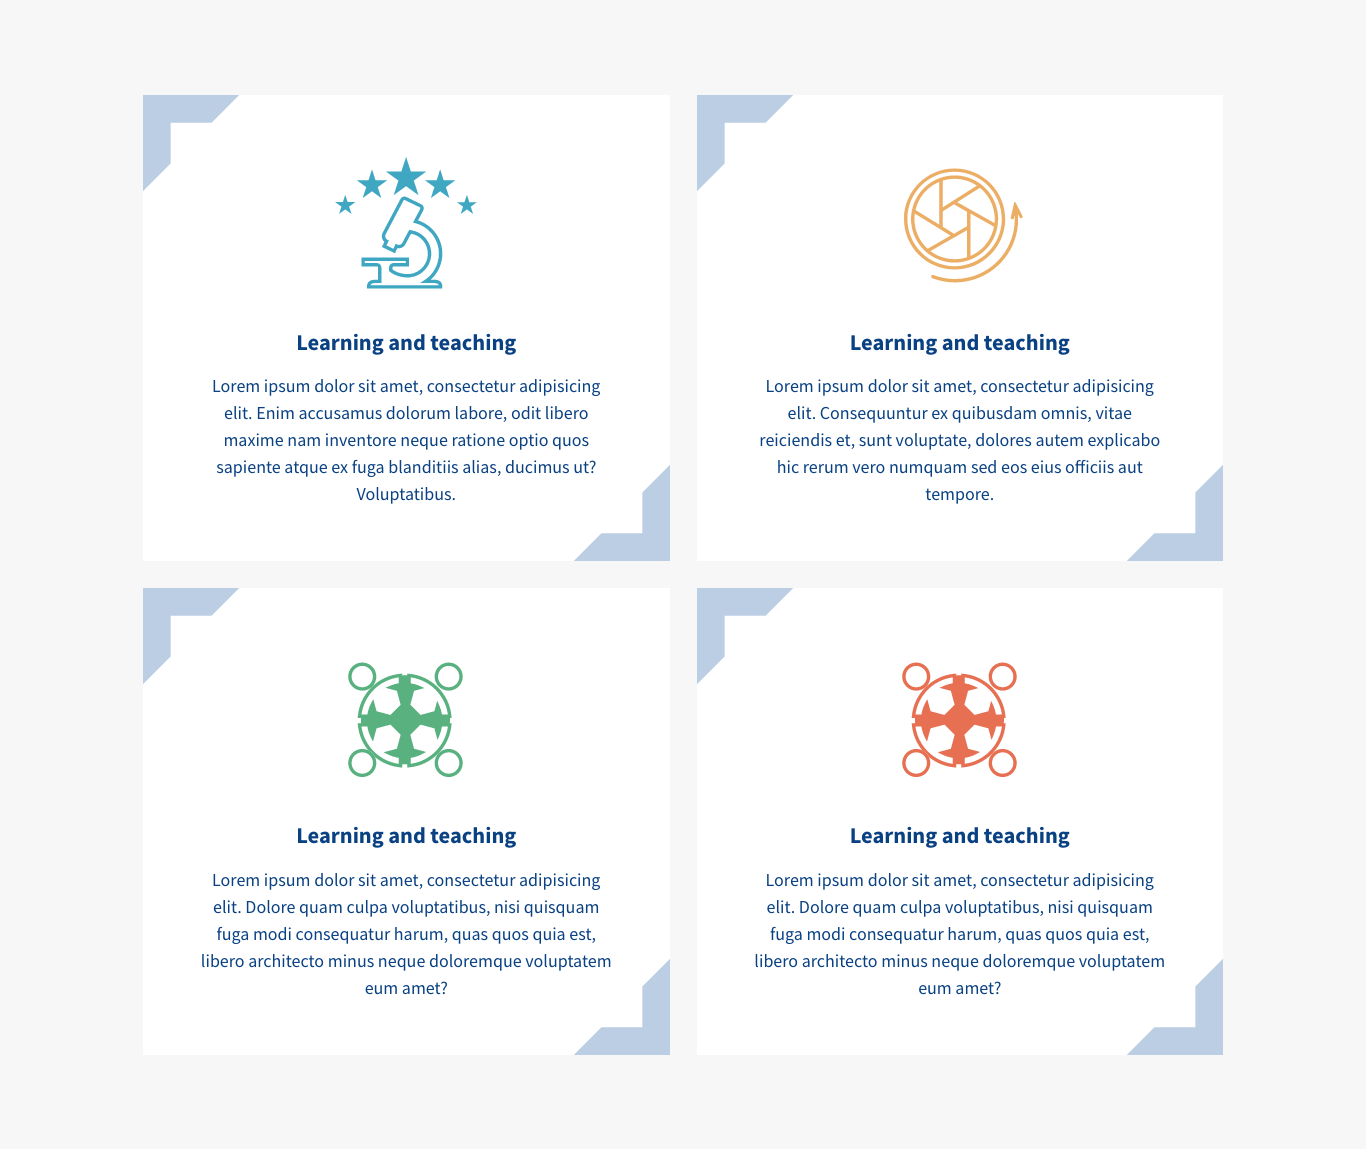 Learning and teaching
Lorem ipsum dolor sit amet, consectetur adipisicing
elit. Enim accusamus dolorum labore, odit libero
maxime nam inventore neque ratione optio quos
sapiente atque ex fuga blanditiis alias, ducimus ut?
Voluptatibus.
Learning and teaching
Lorem ipsum dolor sit amet, consectetur adipisicing
elit. Consequuntur ex quibusdam omnis, vitae
reiciendis et, sunt voluptate, dolores autem explicabo
hic rerum vero numquam sed eos eius officiis aut
tempore.
Learning and teaching
Lorem ipsum dolor sit amet, consectetur adipisicing
elit. Dolore quam culpa voluptatibus, nisi quisquam
fuga modi consequatur harum, quas quos quia est,
libero architecto minus neque doloremque voluptatem
eum amet?
Learning and teaching
Lorem ipsum dolor sit amet, consectetur adipisicing
elit. Dolore quam culpa voluptatibus, nisi quisquam
fuga modi consequatur harum, quas quos quia est,
libero architecto minus neque doloremque voluptatem
eum amet?